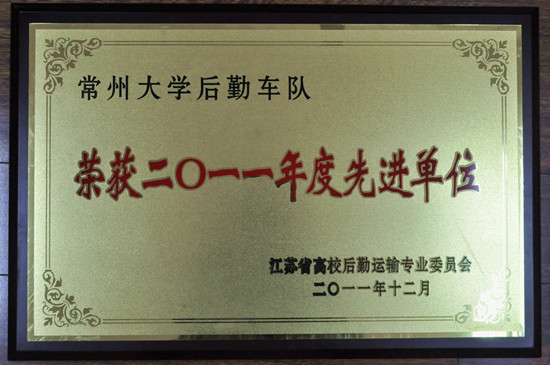 常州大学后勤车队
荣获二〇一一年度先进单位
江苏省高校后勤运输专业委员会
二〇一一年十二月